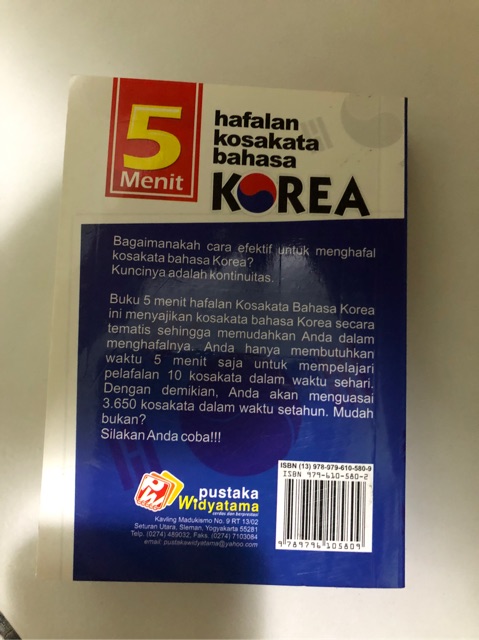 5
Menit
hafalan
kosakata
bahasa
KOREA
Bagaimanakah cara efektif untuk menghafal
kosakata bahasa Korea?
Kuncinya adalah kontinuitas.
Buku 5 menit hafalan Kosakata Bahasa Korea
ini menyajikan kosakata bahasa Korea secara
tematis sehingga memudahkan Anda dalam
menghafalnya. Anda hanya membutuhkan
waktu 5 menit saja untuk mempelajari
pelafalan 10 kosakata dalam waktu sehari.
Dengan demikian, Anda akan menguasai
3.650 kosakata dalam waktu setahun. Mudah
bukan?
Silakan Anda coba!!!
pustaka
Widyatama
cerdas dan berprestasi
Kavling Madukismo No. 9 RT 13/02
Seturan Utara, Sleman, Yogyakarta 55281
Telp. (0274) 489032, Faks: (0274) 7103084
email: pustakawidyatama@yahoo.com
ISBN (13) 978-979-610-580-9
ISBN 979-610-580-2
9 789796 105809